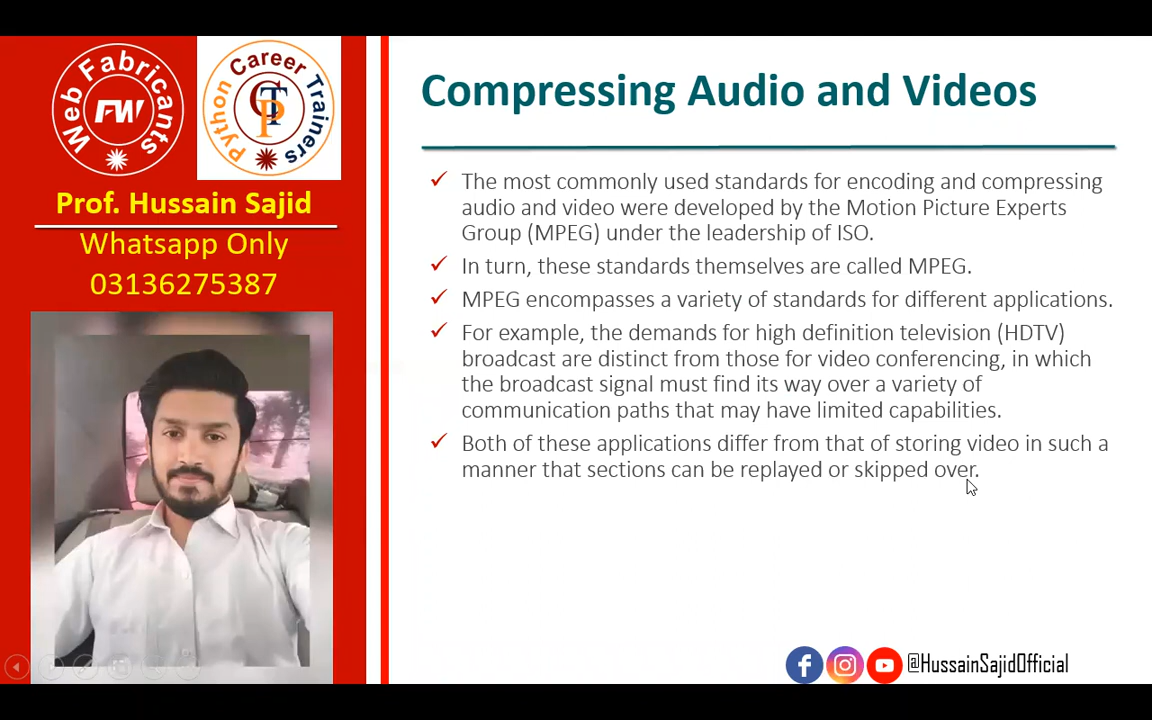 Web Fabricants
FW
Python Career Trainers
CTP
Prof. Hussain Sajid
Whatsapp Only
03136275387
Compressing Audio and Videos
The most commonly used standards for encoding and compressing
audio and video were developed by the Motion Picture Experts
Group (MPEG) under the leadership of ISO.
In turn, these standards themselves are called MPEG.
MPEG encompasses a variety of standards for different applications.
For example, the demands for high definition television (HDTV)
broadcast are distinct from those for video conferencing, in which
the broadcast signal must find its way over a variety of
communication paths that may have limited capabilities.
Both of these applications differ from that of storing video in such a
manner that sections can be replayed or skipped over.
@HussainSajidOfficial